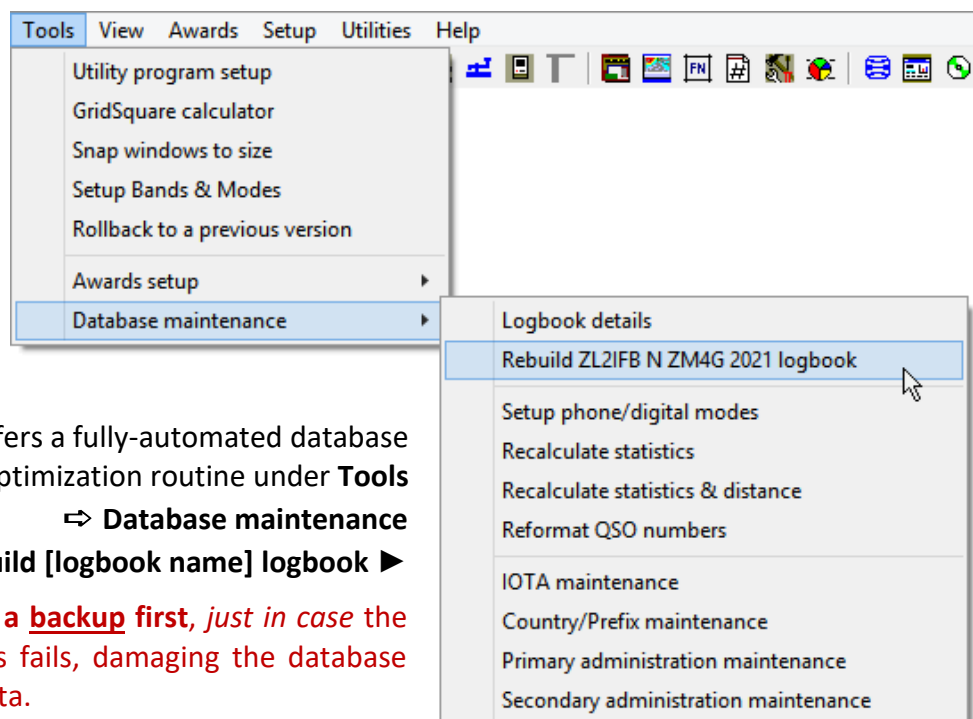 Tools View Awards Setup Utilities Help
Utility program setup
GridSquare calculator
Snap windows to size
Setup Bands & Modes
Rollback to a previous version
Awards setup
Database maintenance
Logbook details
Rebuild ZL2IFB N ZM4G 2021 logbook
Setup phone/digital modes
Recalculate statistics
Recalculate statistics & distance
Reformat QSO numbers
IOTA maintenance
Country/Prefix maintenance
Primary administration maintenance
Secondary administration maintenance
fers a fully-automated database
ptimization routine under Tools
⇨ Database maintenance
ild [logbook name] logbook ►
a backup first, just in case the
s fails, damaging the database
ta.